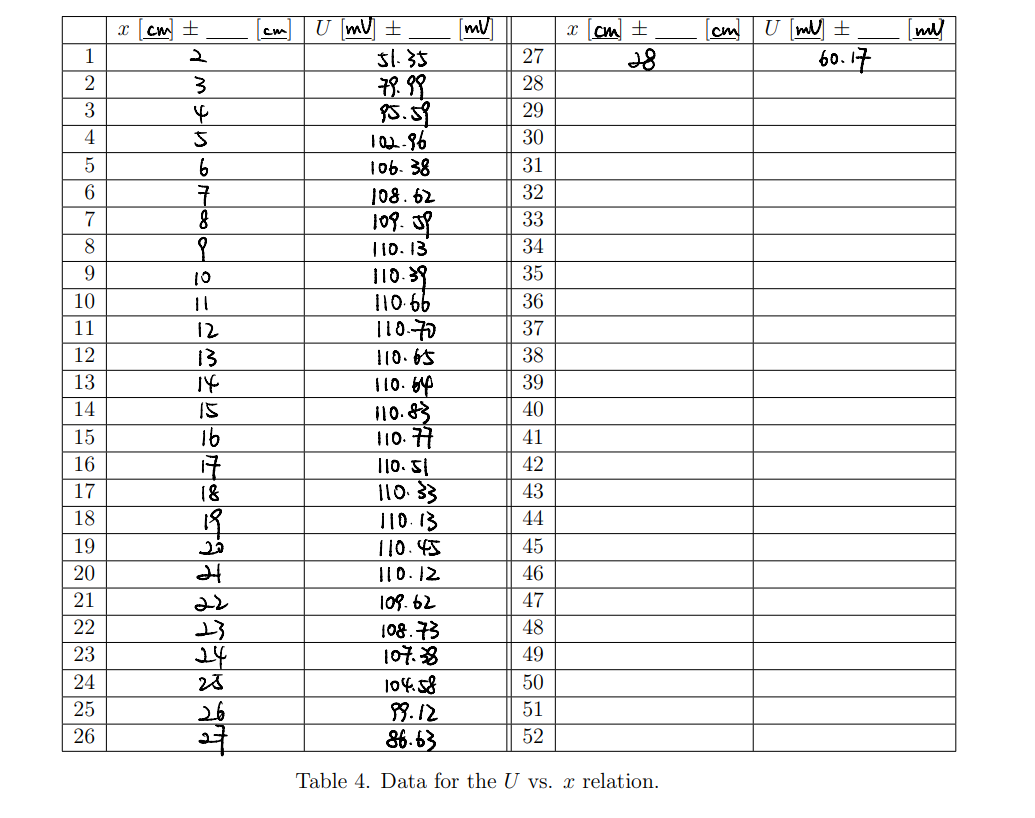 x [cm] ± ___ [cm] U [mV] ± ___ [mV] x [cm] ± ___ [cm] U [mV] ± ___ [mV]
1 2 51.35 27 28 60.17
2 3 79.99 28
3 4 95.59 29
4 5 102.96 30
5 6 106.38 31
6 7 108.62 32
7 8 109.59 33
8 9 110.13 34
9 10 110.39 35
10 11 110.66 36
11 12 110.70 37
12 13 110.65 38
13 14 110.64 39
14 15 110.83 40
15 16 110.77 41
16 17 110.51 42
17 18 110.33 43
18 19 110.13 44
19 20 110.45 45
20 21 110.12 46
21 22 109.62 47
22 23 108.73 48
23 24 107.38 49
24 25 104.58 50
25 26 99.12 51
26 27 86.63 52
Table 4. Data for the U vs. x relation.